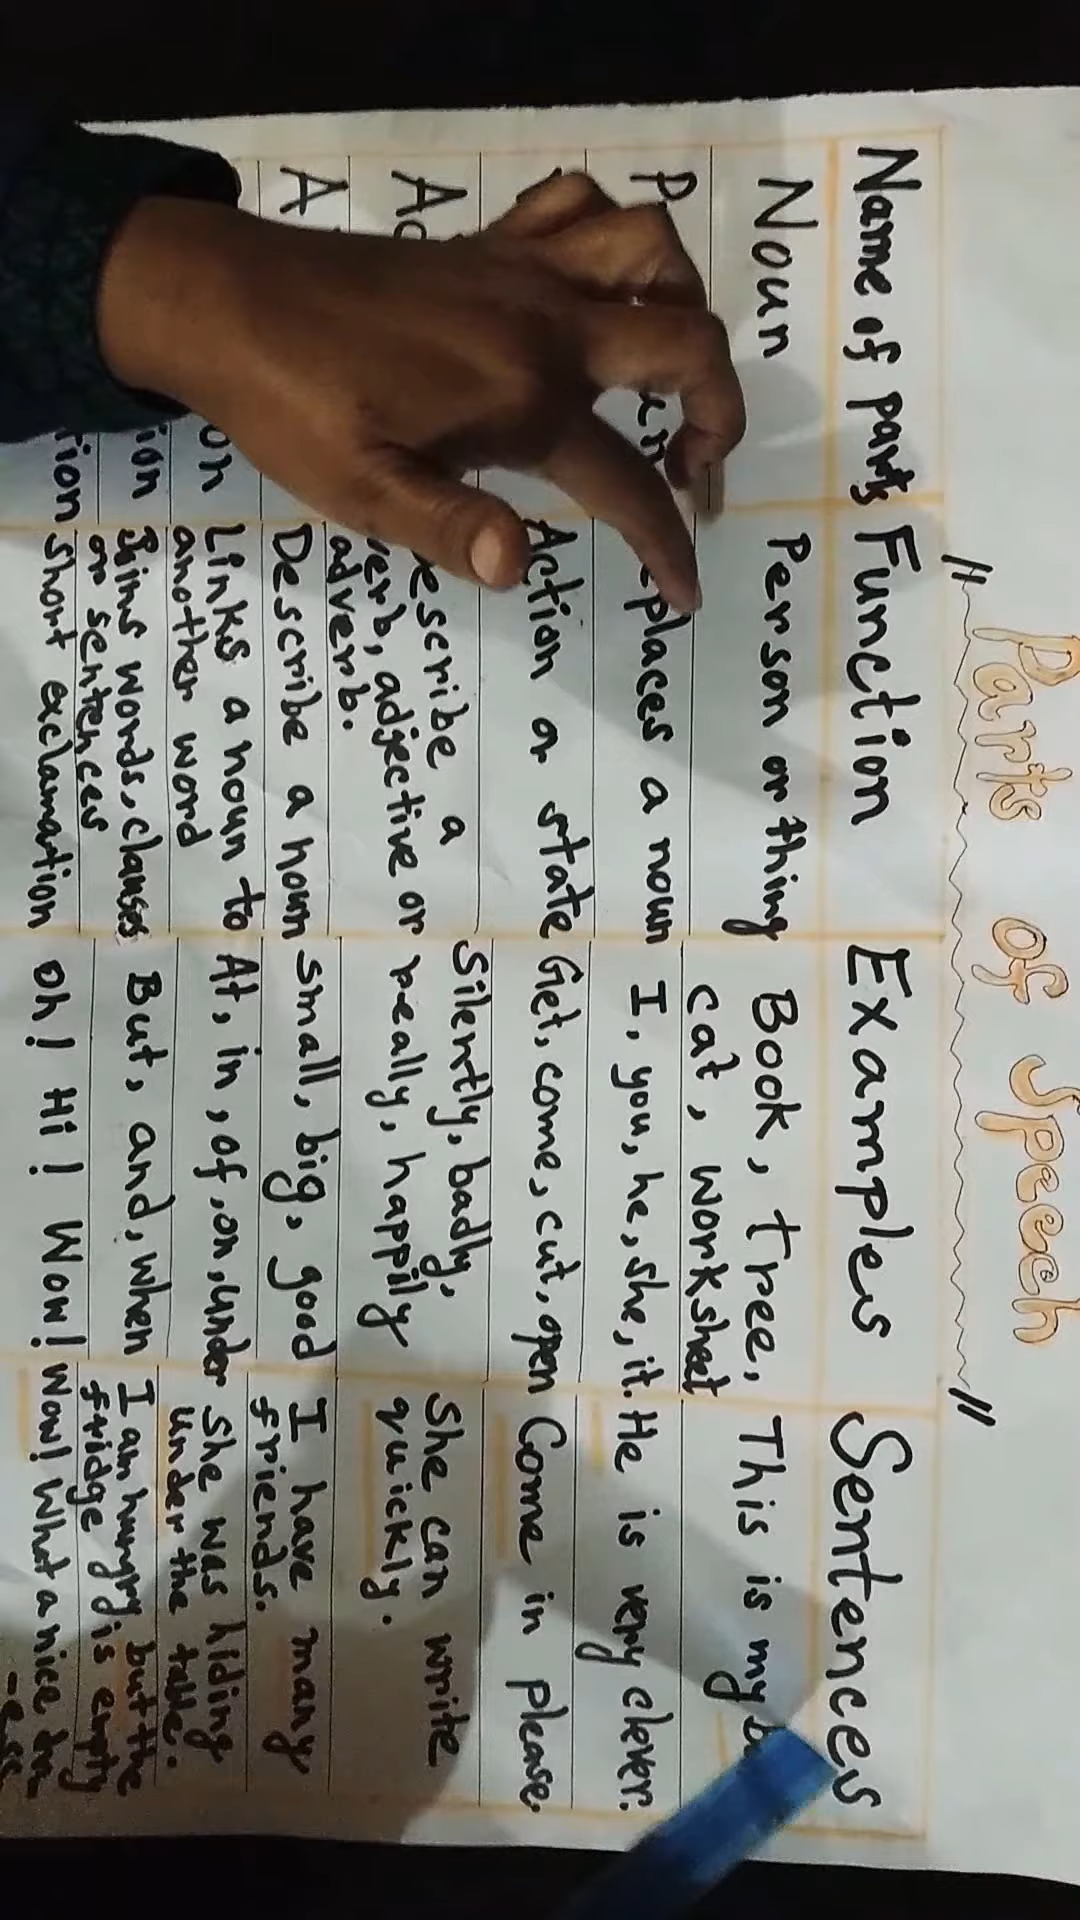 "Parts of Speech"
Name of parts Function Examples Sentences
Noun Person or thing Book, tree, This is my
cat, worksheet
places a noun I, you, he, she, it. He is very clever.
Action or state Get, come, cut, open Come in please.
escribe a Silently, badly, She can write
verb, adjective or really, happily quickly.
adverb.
A Describe a noun small, big, good I have many
friends.
on Links a noun to At, in, of, on, under She was hiding
another word under the table.
ion Joins words, clauses But, and, when I am hungry, but the
or sentences fridge is empty
tion Short exclamation Oh! Hi! Wow! Wow! What a nice